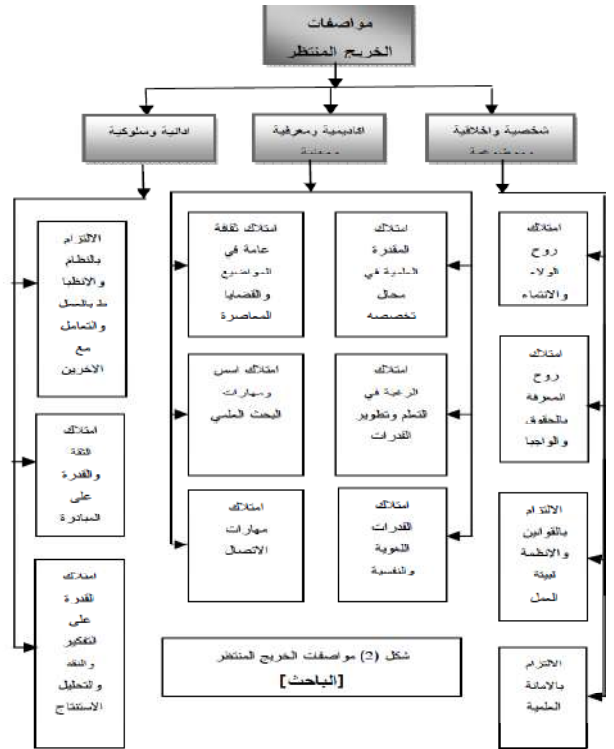 مواصفات
الخريج المنتظر
شخصية واخلاقية
اكاديمية ومعرفية
ادائية وسلوكية
امتلاك
روح
الولاء
والانتماء
امتلاك
روح
المعرفة
بالحقوق
والواجبا
الالتزام
بالقوانين
والانظمة
لبيئة
العمل
الالتزام
بالامانة
العلمية
امتلاك
المقدرة
العلمية في
مجال
تخصصه
امتلاك
الرغبة في
التعلم وتطوير
القدرات
امتلاك
القدرات
اللغوية
والنفسية
امتلاك ثقافة
عامة في
المواضيع
والقضايا
المعاصرة
امتلاك اسس
ومهارات
البحث العلمي
امتلاك
مهارات
الاتصال
الالتزام
بالنظام
والانظبا
ط بالعمل
والتعامل
مع
الاخرين
امتلاك
الثقة
والقدرة
على
المبادرة
امتلاك
القدرة
على
التفكير
والنقد
والتحليل
الاستنتاج
شكل (2) مواصفات الخريج المنتظر
[الباحث]